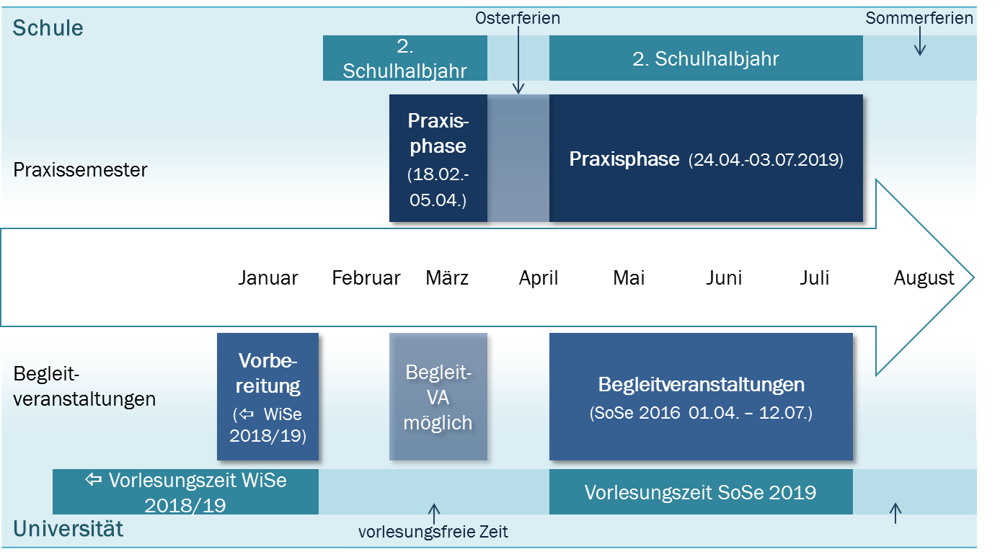 Schule
Osterferien
Sommerferien
2.
Schulhalbjahr
2. Schulhalbjahr
Praxissemester
Praxis-
phase
(18.02.-
05.04.)
Praxisphase (24.04.-03.07.2019)
Januar Februar März April Mai Juni Juli August
Begleit-
veranstaltungen
Vorbe-
reitung
(⇦ WiSe
2018/19)
Begleit-
VA
möglich
Begleitveranstaltungen
(SoSe 2016 01.04. – 12.07.)
⇦ Vorlesungszeit WiSe
2018/19
Vorlesungszeit SoSe 2019
Universität
vorlesungsfreie Zeit